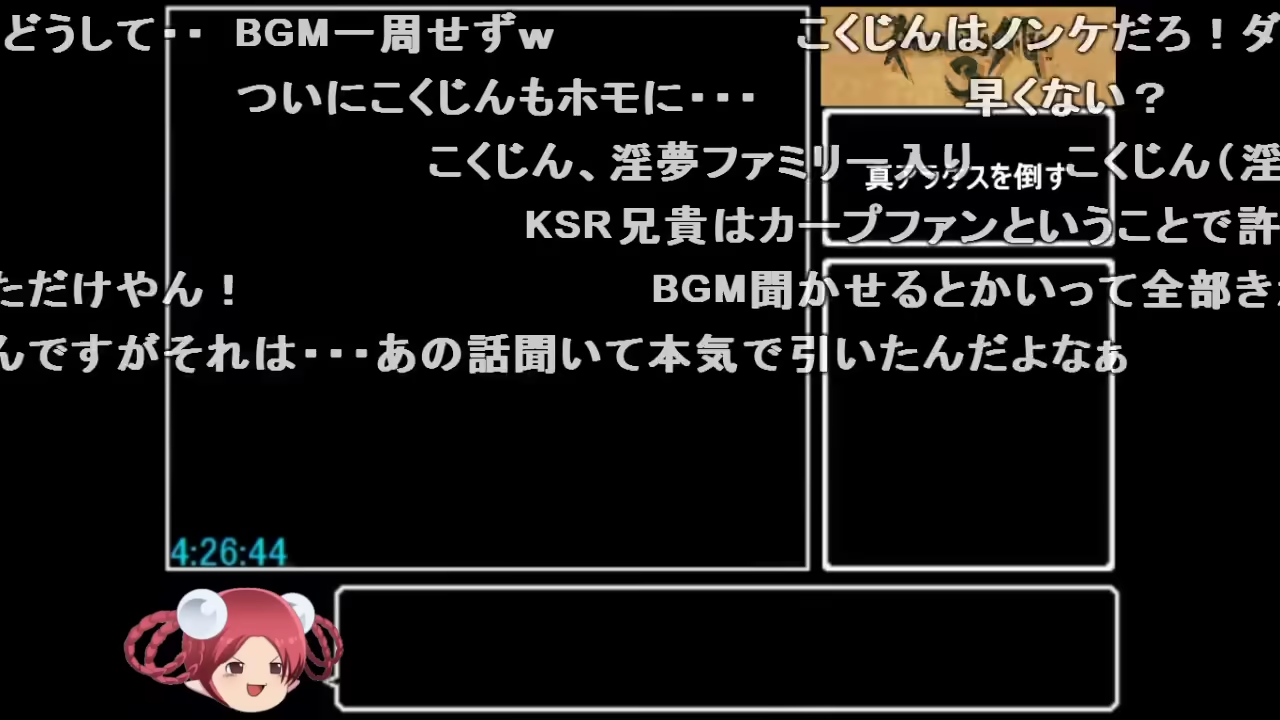 どうして・・ BGM一周せずw
こくじんはノンケだろ！ダ
ついにこくじんもホモに・・・
早くない？
こくじん、淫夢ファミリー入り
こくじん（淫
を倒す
KSR兄貴はカープファンということで許
ただけやん！
BGM聞かせるとかいって全部き
んですがそれは・・・あの話聞いて本気で引いたんだよなぁ
4:26:44